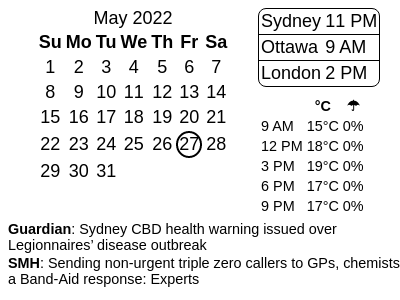 May 2022
Su Mo Tu We Th Fr Sa
1 2 3 4 5 6 7
8 9 10 11 12 13 14
15 16 17 18 19 20 21
22 23 24 25 26 27 28
29 30 31
Sydney 11 PM
Ottawa 9 AM
London 2 PM
°C ☂
9 AM 15°C 0%
12 PM 18°C 0%
3 PM 19°C 0%
6 PM 17°C 0%
9 PM 17°C 0%
Guardian: Sydney CBD health warning issued over
Legionnaires’ disease outbreak
SMH: Sending non-urgent triple zero callers to GPs, chemists
a Band-Aid response: Experts